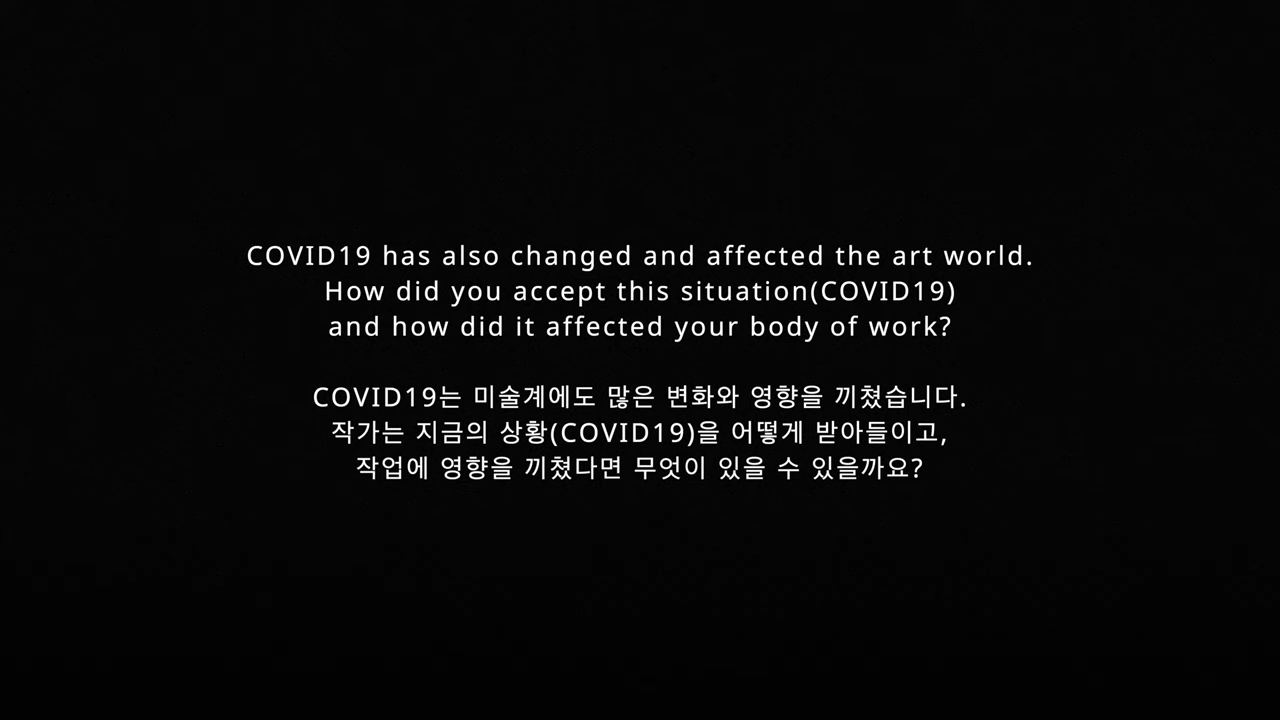 COVID19 has also changed and affected the art world.
How did you accept this situation(COVID19)
and how did it affected your body of work?
COVID19는 미술계에도 많은 변화와 영향을 끼쳤습니다.
작가는 지금의 상황(COVID19)을 어떻게 받아들이고,
작업에 영향을 끼쳤다면 무엇이 있을 수 있을까요?